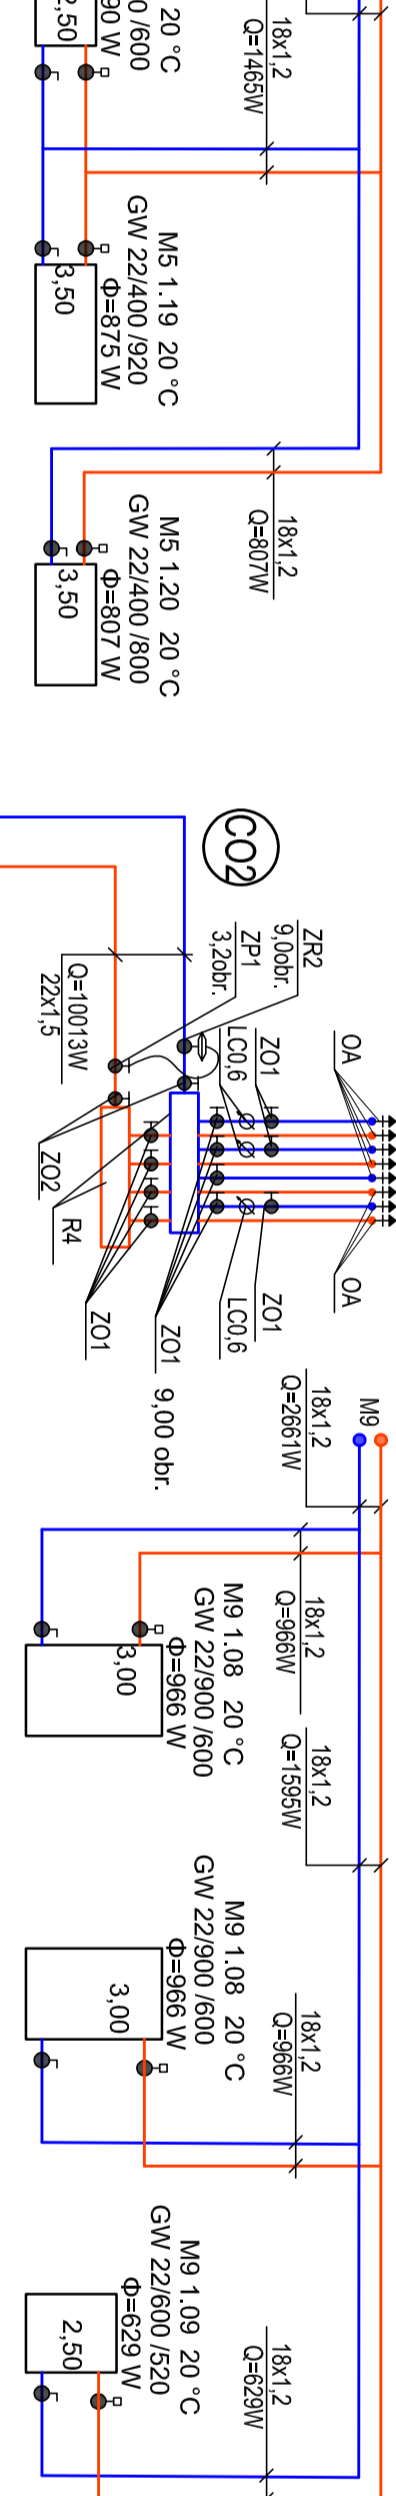 2,50
20 °C
0 /600
90 W
18x1,2
Q=1465W
M5 1.19 20 °C
GW 22/400 /920
Φ=875 W
3,50
18x1,2
Q=807W
M5 1.20 20 °C
GW 22/400 /800
Φ=807 W
3,50
CO2
ZR2
9,0obr.
ZP1
3,2obr.
Q=10013W
22x1,5
LC0,6
ZO1
OA
OA
ZO2
R4
ZO1
ZO1 9,00 obr.
LC0,6
ZO1
M9
18x1,2
Q=2661W
18x1,2
Q=966W
M9 1.08 20 °C
GW 22/900 /600
Φ=966 W
3,00
18x1,2
Q=1595W
M9 1.08 20 °C
GW 22/900 /600
Φ=966 W
3,00
18x1,2
Q=966W
M9 1.09 20 °C
GW 22/600 /520
Φ=629 W
2,50
18x1,2
Q=629W